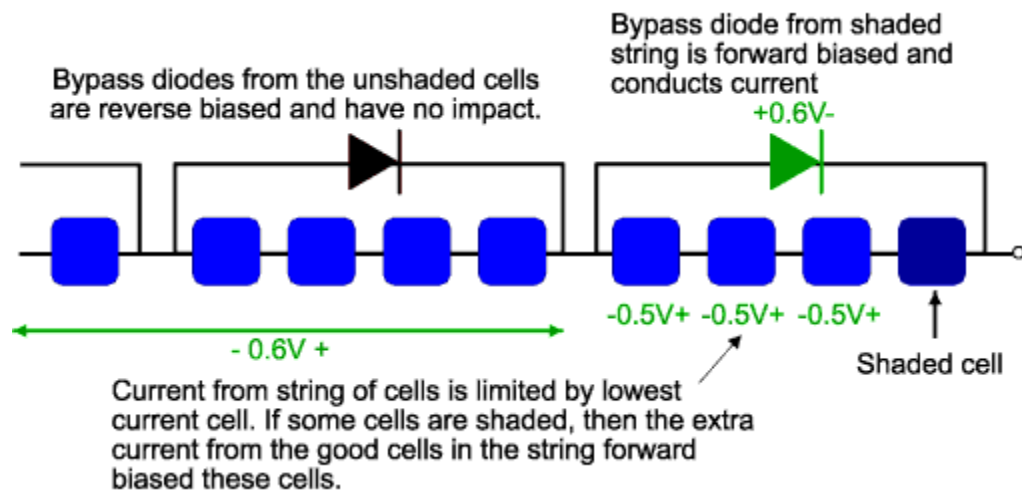 Bypass diode from shaded
string is forward biased and
conducts current
Bypass diodes from the unshaded cells
are reverse biased and have no impact.
+0.6V-
-0.5V+ -0.5V+ -0.5V+
- 0.6V +
Shaded cell
Current from string of cells is limited by lowest
current cell. If some cells are shaded, then the extra
current from the good cells in the string forward
biased these cells.